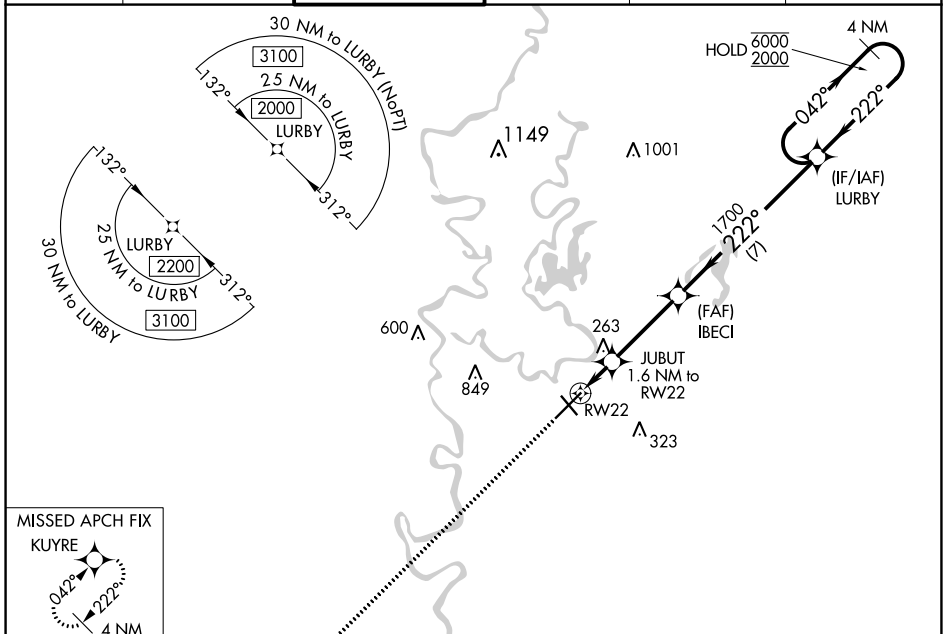 30 NM to LURBY (NoPT)
3100
25 NM to LURBY
2000
LURBY
132°
312°
132°
LURBY
2200
25 NM to LURBY
312°
3100
30 NM to LURBY
1149
1001
HOLD 6000
2000
4 NM
042°
222°
(IF/IAF)
LURBY
1700
222°
(7)
(FAF)
IBECI
600
263
849
JUBUT
1.6 NM to
RW22
RW22
323
MISSED APCH FIX
KUYRE
042°
222°
4 NM